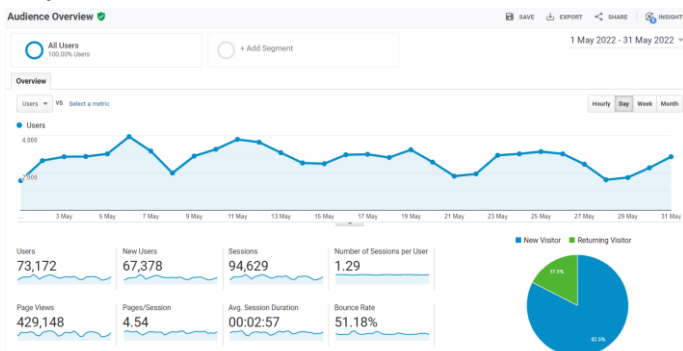 Audience Overview
SAVE EXPORT SHARE INSIGHTS
All Users
100.00% Users
+ Add Segment
1 May 2022 - 31 May 2022
Overview
Users VS Select a metric
Hourly Day Week Month
Users
4,000
2,000
3 May 5 May 7 May 9 May 11 May 13 May 15 May 17 May 19 May 21 May 23 May 25 May 27 May 29 May 31 May
Users
73,172
New Users
67,378
Sessions
94,629
Number of Sessions per User
1.29
New Visitor Returning Visitor
17.5%
82.5%
Page Views
429,148
Pages/Session
4.54
Avg. Session Duration
00:02:57
Bounce Rate
51.18%